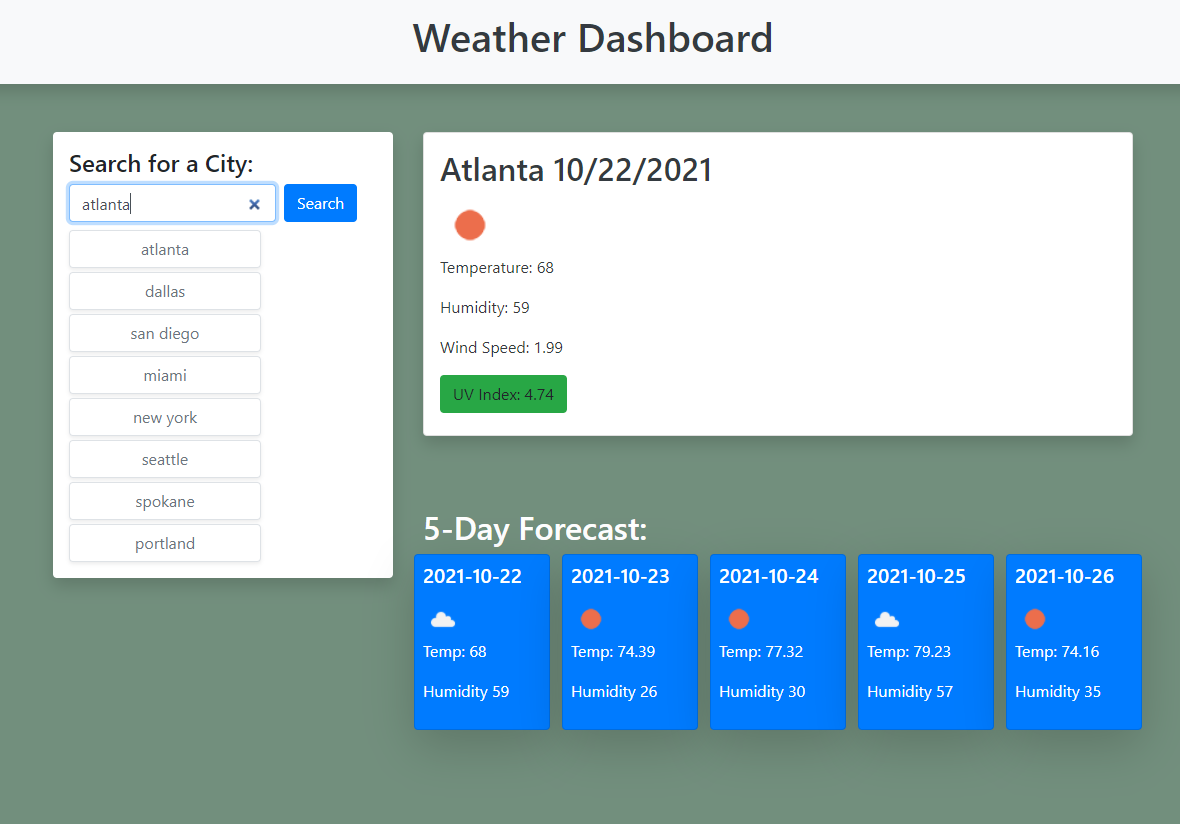 Weather Dashboard
Search for a City:
atlanta
Search
atlanta
dallas
san diego
miami
new york
seattle
spokane
portland
Atlanta 10/22/2021
Temperature: 68
Humidity: 59
Wind Speed: 1.99
UV Index: 4.74
5-Day Forecast:
2021-10-22
Temp: 68
Humidity 59
2021-10-23
Temp: 74.39
Humidity 26
2021-10-24
Temp: 77.32
Humidity 30
2021-10-25
Temp: 79.23
Humidity 57
2021-10-26
Temp: 74.16
Humidity 35